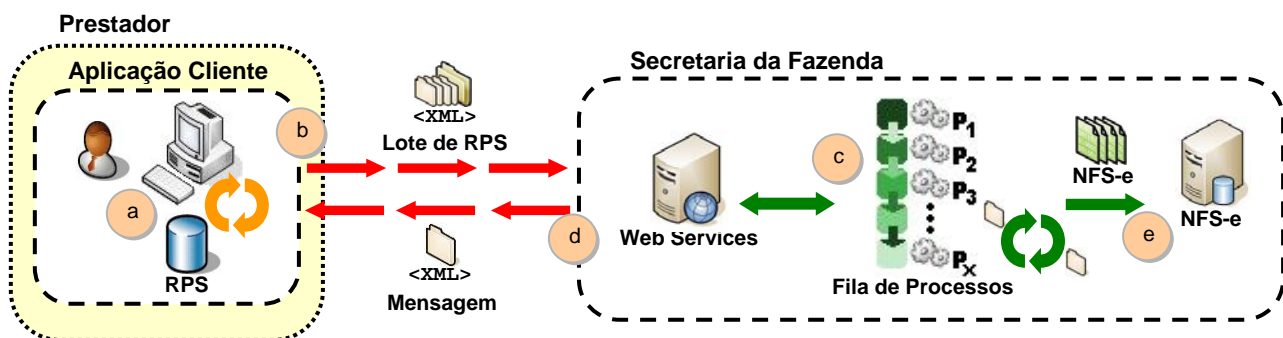 Prestador
Aplicação Cliente
a
RPS
b
<XML>
Lote de RPS
<XML>
Mensagem
Secretaria da Fazenda
d
Web Services
c
P1
P2
P3
Px
Fila de Processos
NFS-e
e
NFS-e